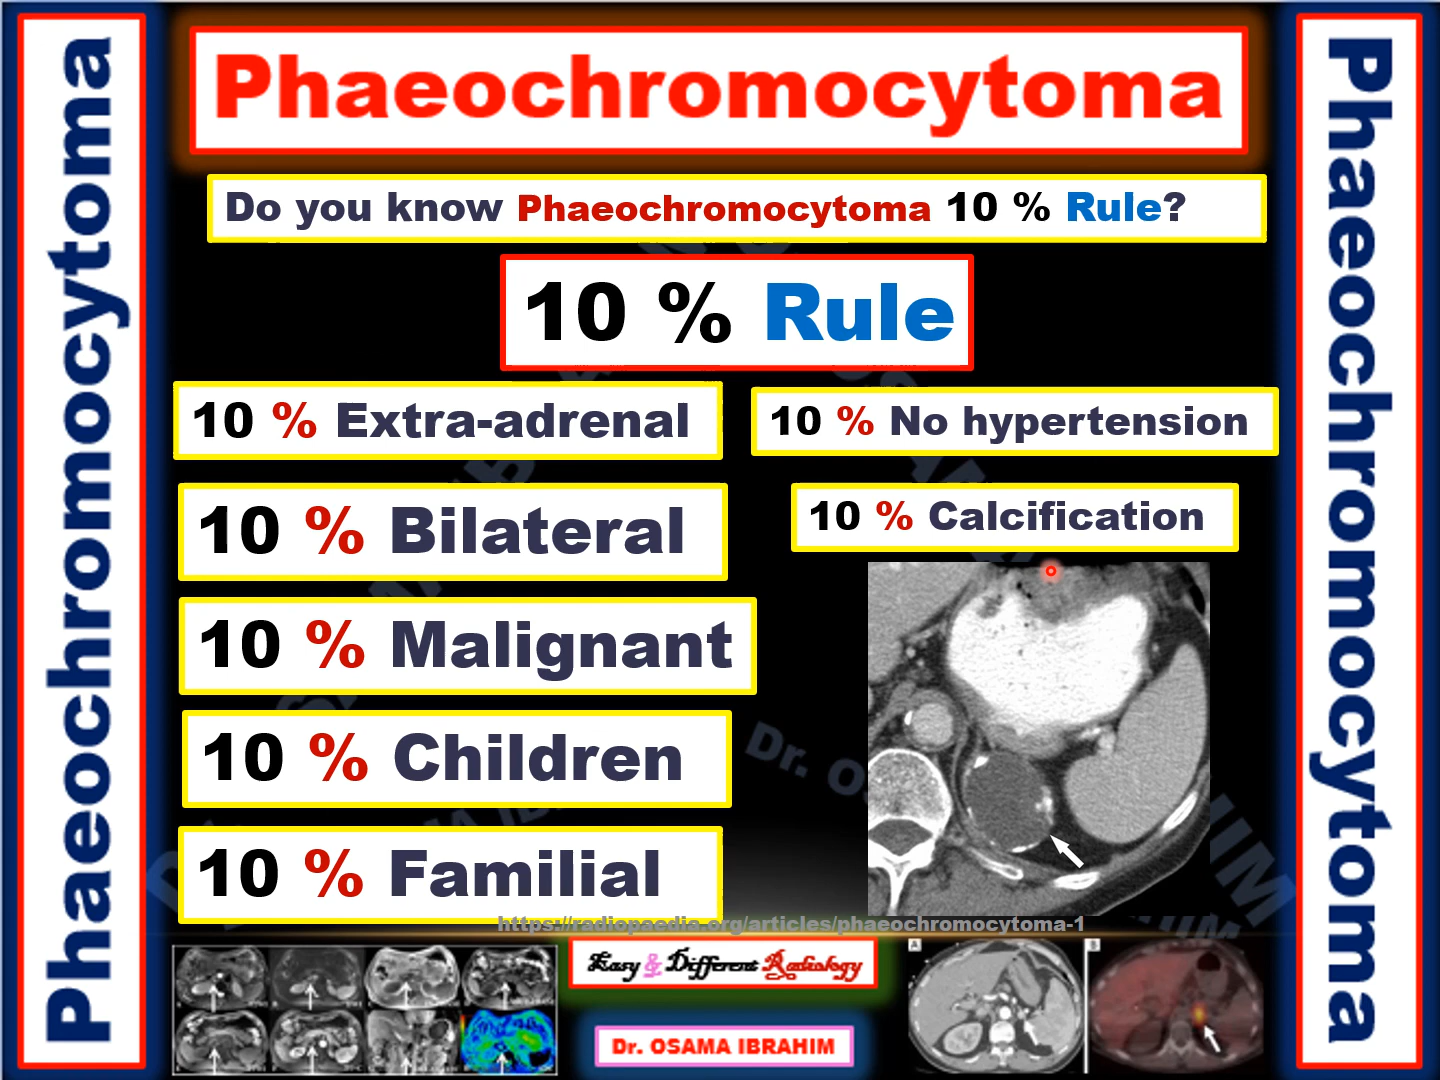 Phaeochromocytoma
Phaeochromocytoma
Do you know Phaeochromocytoma 10 % Rule?
10 % Rule
10 % Extra-adrenal
10 % No hypertension
10 % Bilateral
10 % Calcification
10 % Malignant
10 % Children
10 % Familial
https://radiopaedia.org/articles/phaeochromocytoma-1
Easy & Different Radiology
Dr. OSAMA IBRAHIM
A
B
Phaeochromocytoma